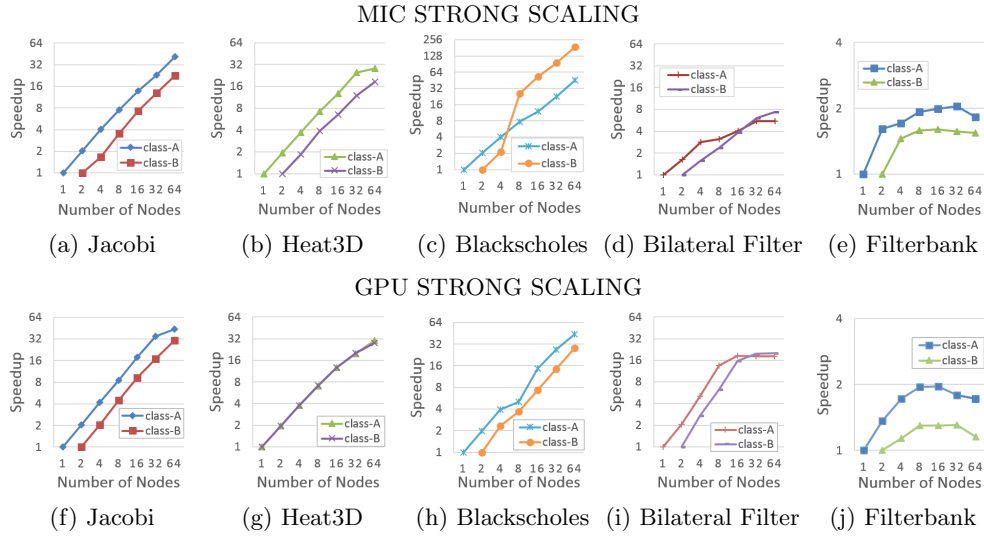 MIC STRONG SCALING
Speedup
64
32
16
8
4
2
1
class-A
class-B
1 2 4 8 16 32 64
Number of Nodes
(a) Jacobi
Speedup
64
32
16
8
4
2
1
class-A
class-B
1 2 4 8 16 32 64
Number of Nodes
(b) Heat3D
Speedup
256
128
64
32
16
8
4
2
1
class-A
class-B
1 2 4 8 16 32 64
Number of Nodes
(c) Blackscholes
Speedup
64
32
16
8
4
2
1
class-A
class-B
1 2 4 8 16 32 64
Number of Nodes
(d) Bilateral Filter
Speedup
4
2
1
class-A
class-B
1 2 4 8 16 32 64
Number of Nodes
(e) Filterbank
GPU STRONG SCALING
Speedup
64
32
16
8
4
2
1
class-A
class-B
1 2 4 8 16 32 64
Number of Nodes
(f) Jacobi
Speedup
64
32
16
8
4
2
1
class-A
class-B
1 2 4 8 16 32 64
Number of Nodes
(g) Heat3D
Speedup
64
32
16
8
4
2
1
class-A
class-B
1 2 4 8 16 32 64
Number of Nodes
(h) Blackscholes
Speedup
64
32
16
8
4
2
1
class-A
class-B
1 2 4 8 16 32 64
Number of Nodes
(i) Bilateral Filter
Speedup
4
2
1
class-A
class-B
1 2 4 8 16 32 64
Number of Nodes
(j) Filterbank